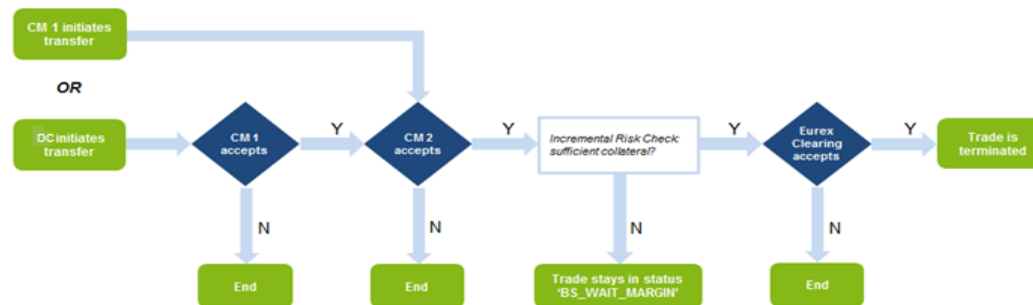 CM 1 initiates
transfer
OR
DC initiates
transfer
CM 1
accepts
Y
CM 2
accepts
Y
Incremental Risk Check:
sufficient collateral?
Y
Eurex
Clearing
accepts
Y
Trade is
terminated
N
N
N
N
End
End
Trade stays in status
'BS_WAIT_MARGIN'
End